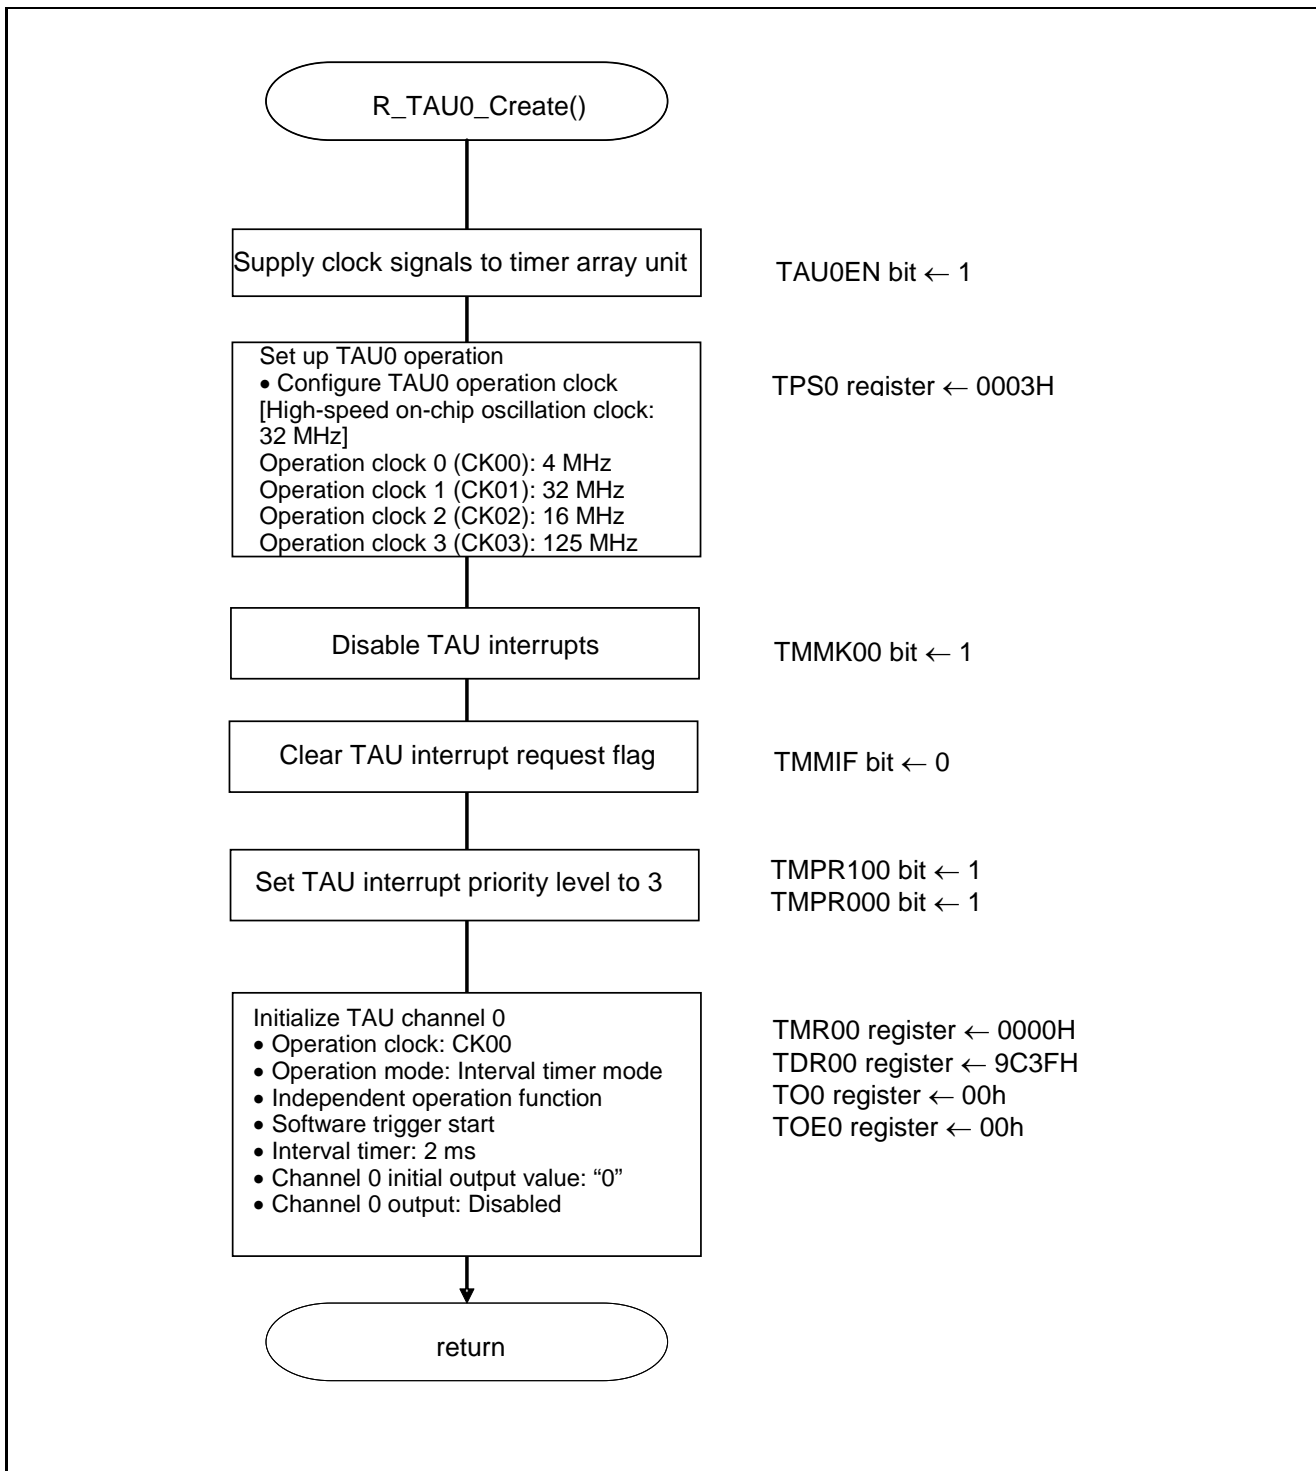 R_TAU0_Create()
Supply clock signals to timer array unit
TAU0EN bit ← 1
Set up TAU0 operation
• Configure TAU0 operation clock
[High-speed on-chip oscillation clock:
32 MHz]
Operation clock 0 (CK00): 4 MHz
Operation clock 1 (CK01): 32 MHz
Operation clock 2 (CK02): 16 MHz
Operation clock 3 (CK03): 125 MHz
TPS0 register ← 0003H
Disable TAU interrupts
TMMK00 bit ← 1
Clear TAU interrupt request flag
TMMIF bit ← 0
Set TAU interrupt priority level to 3
TMPR100 bit ← 1
TMPR000 bit ← 1
Initialize TAU channel 0
• Operation clock: CK00
• Operation mode: Interval timer mode
• Independent operation function
• Software trigger start
• Interval timer: 2 ms
• Channel 0 initial output value: “0”
• Channel 0 output: Disabled
TMR00 register ← 0000H
TDR00 register ← 9C3FH
TO0 register ← 00h
TOE0 register ← 00h
return